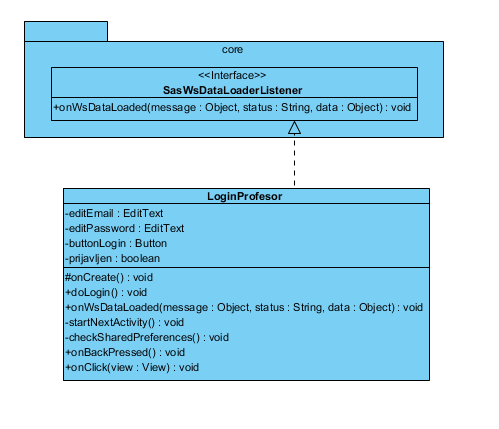 core
<<Interface>>
SasWsDataLoaderListener
+onWsDataLoaded(message : Object, status : String, data : Object) : void
LoginProfesor
-editEmail : EditText
-editPassword : EditText
-buttonLogin : Button
-prijavljen : boolean
#onCreate() : void
+doLogin() : void
+onWsDataLoaded(message : Object, status : String, data : Object) : void
-startNextActivity() : void
-checkSharedPreferences() : void
+onBackPressed() : void
+onClick(view : View) : void